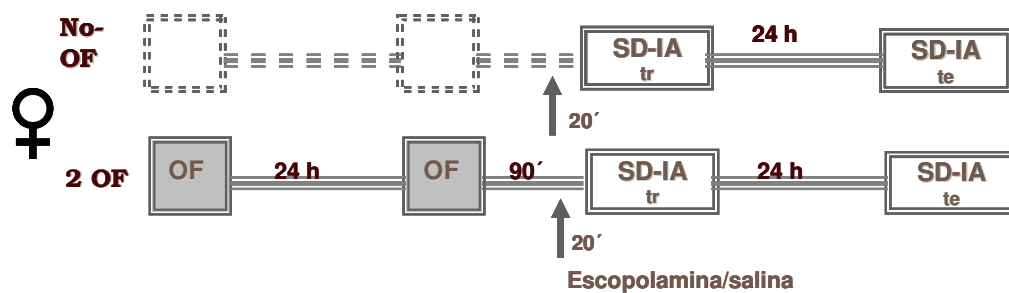 No-
OF
SD-IA
tr
24 h
SD-IA
te
20´
2 OF
OF
24 h
OF
90´
SD-IA
tr
24 h
SD-IA
te
20´
Escopolamina/salina